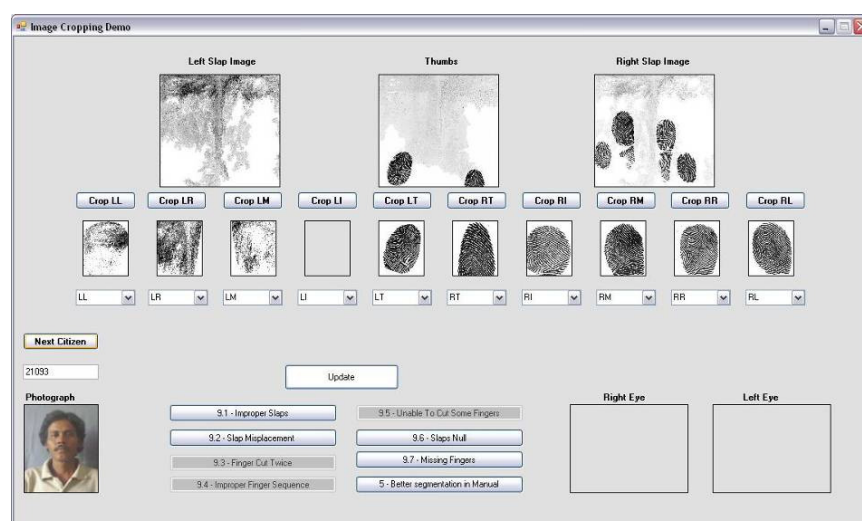 Image Cropping Demo
Left Slap Image Thumbs Right Slap Image
Crop LL Crop LR Crop LM Crop LI Crop LT Crop RT Crop RI Crop RM Crop RR Crop RL
LL LR LM LI LT RT RI RM RR RL
Next Citizen
21093
Update
Photograph Right Eye Left Eye
9.1 - Improper Slaps 9.5 - Unable To Cut Some Fingers
9.2 - Slap Misplacement 9.6 - Slaps Null
9.3 - Finger Cut Twice 9.7 - Missing Fingers
9.4 - Improper Finger Sequence 5 - Better segmentation in Manual